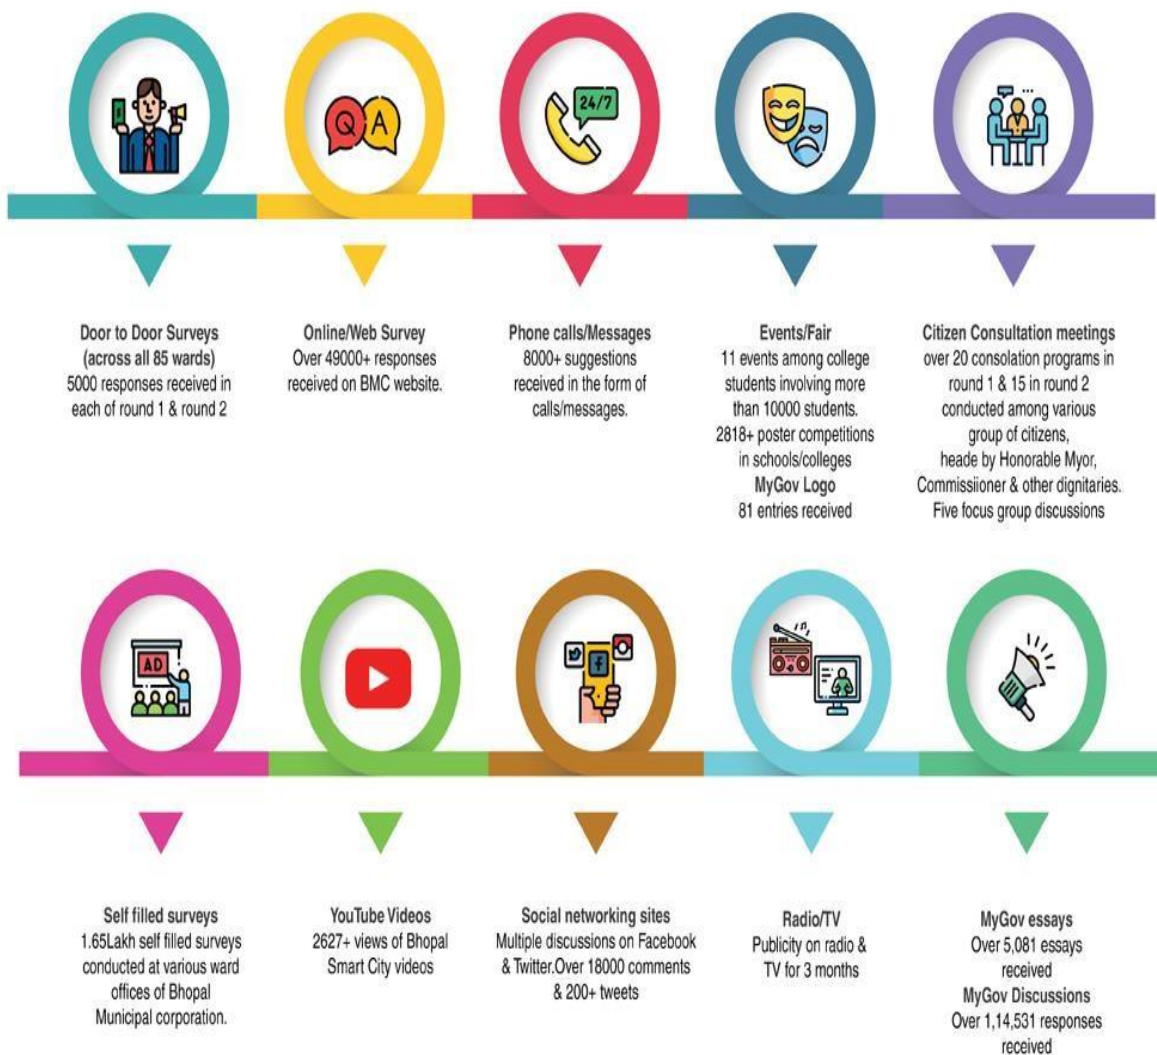 24/7
Q A
Door to Door Surveys
(across all 85 wards)
5000 responses received in
each of round 1 & round 2
Online/Web Survey
Over 49000+ responses
received on BMC website.
Phone calls/Messages
8000+ suggestions
received in the form of
calls/messages.
Events/Fair
11 events among college
students involving more
than 10000 students.
2818+ poster competitions
in schools/colleges
MyGov Logo
81 entries received
Citizen Consultation meetings
over 20 consolation programs in
round 1 & 15 in round 2
conducted among various
group of citizens,
heade by Honorable Myor,
Commissiioner & other dignitaries.
Five focus group discussions
AD
Self filled surveys
1.65Lakh self filled surveys
conducted at various ward
offices of Bhopal
Municipal corporation.
YouTube Videos
2627+ views of Bhopal
Smart City videos
Social networking sites
Multiple discussions on Facebook
& Twitter.Over 18000 comments
& 200+ tweets
Radio/TV
Publicity on radio &
TV for 3 months
MyGov essays
Over 5,081 essays
received
MyGov Discussions
Over 1,14,531 responses
received